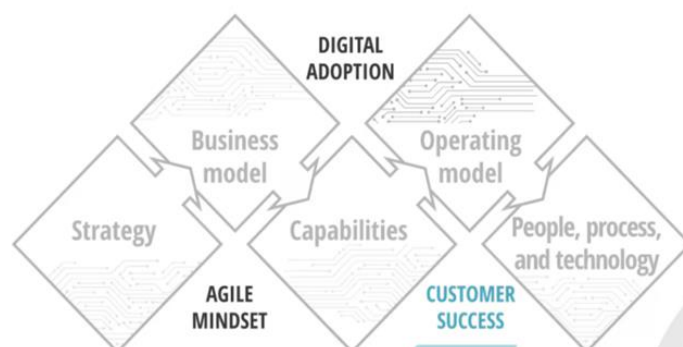 DIGITAL
ADOPTION
Business
model
Operating
model
Strategy
Capabilities
People, process,
and technology
AGILE
MINDSET
CUSTOMER
SUCCESS